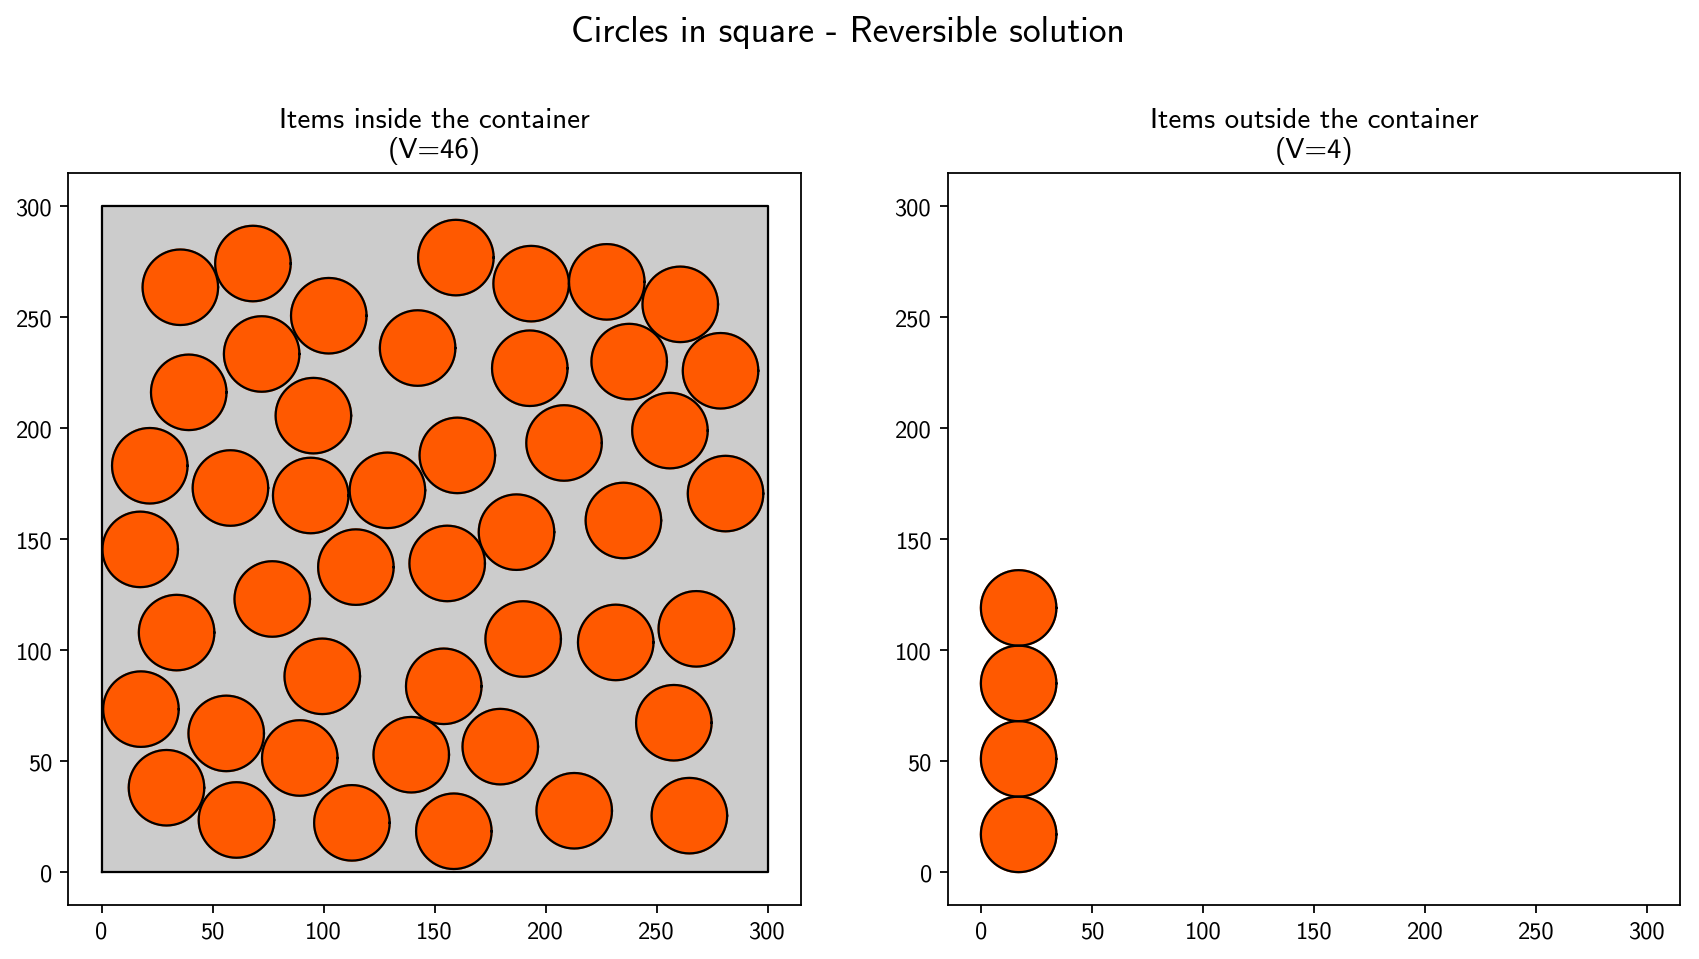 Circles in square - Reversible solution
Items inside the container
(V=46)
300
250
200
150
100
50
0
0 50 100 150 200 250 300
Items outside the container
(V=4)
300
250
200
150
100
50
0
0 50 100 150 200 250 300